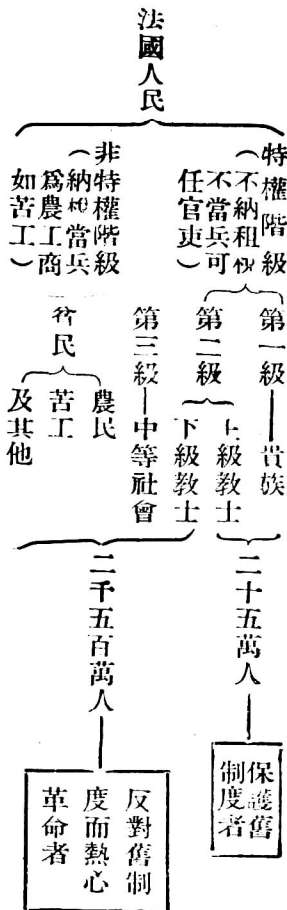 法國人民
特權階級
（不納租稅
不當兵可
任官吏）
第一級——貴族
第二級
上級教士
下級教士
二十五萬人
保護舊
制度者
非特權階級
（納稅當兵
爲農工商
如苦工）
第三級—中等社會
貧民
農民
苦工
及其他
二千五百萬人
反對舊制
度而熱心
革命者